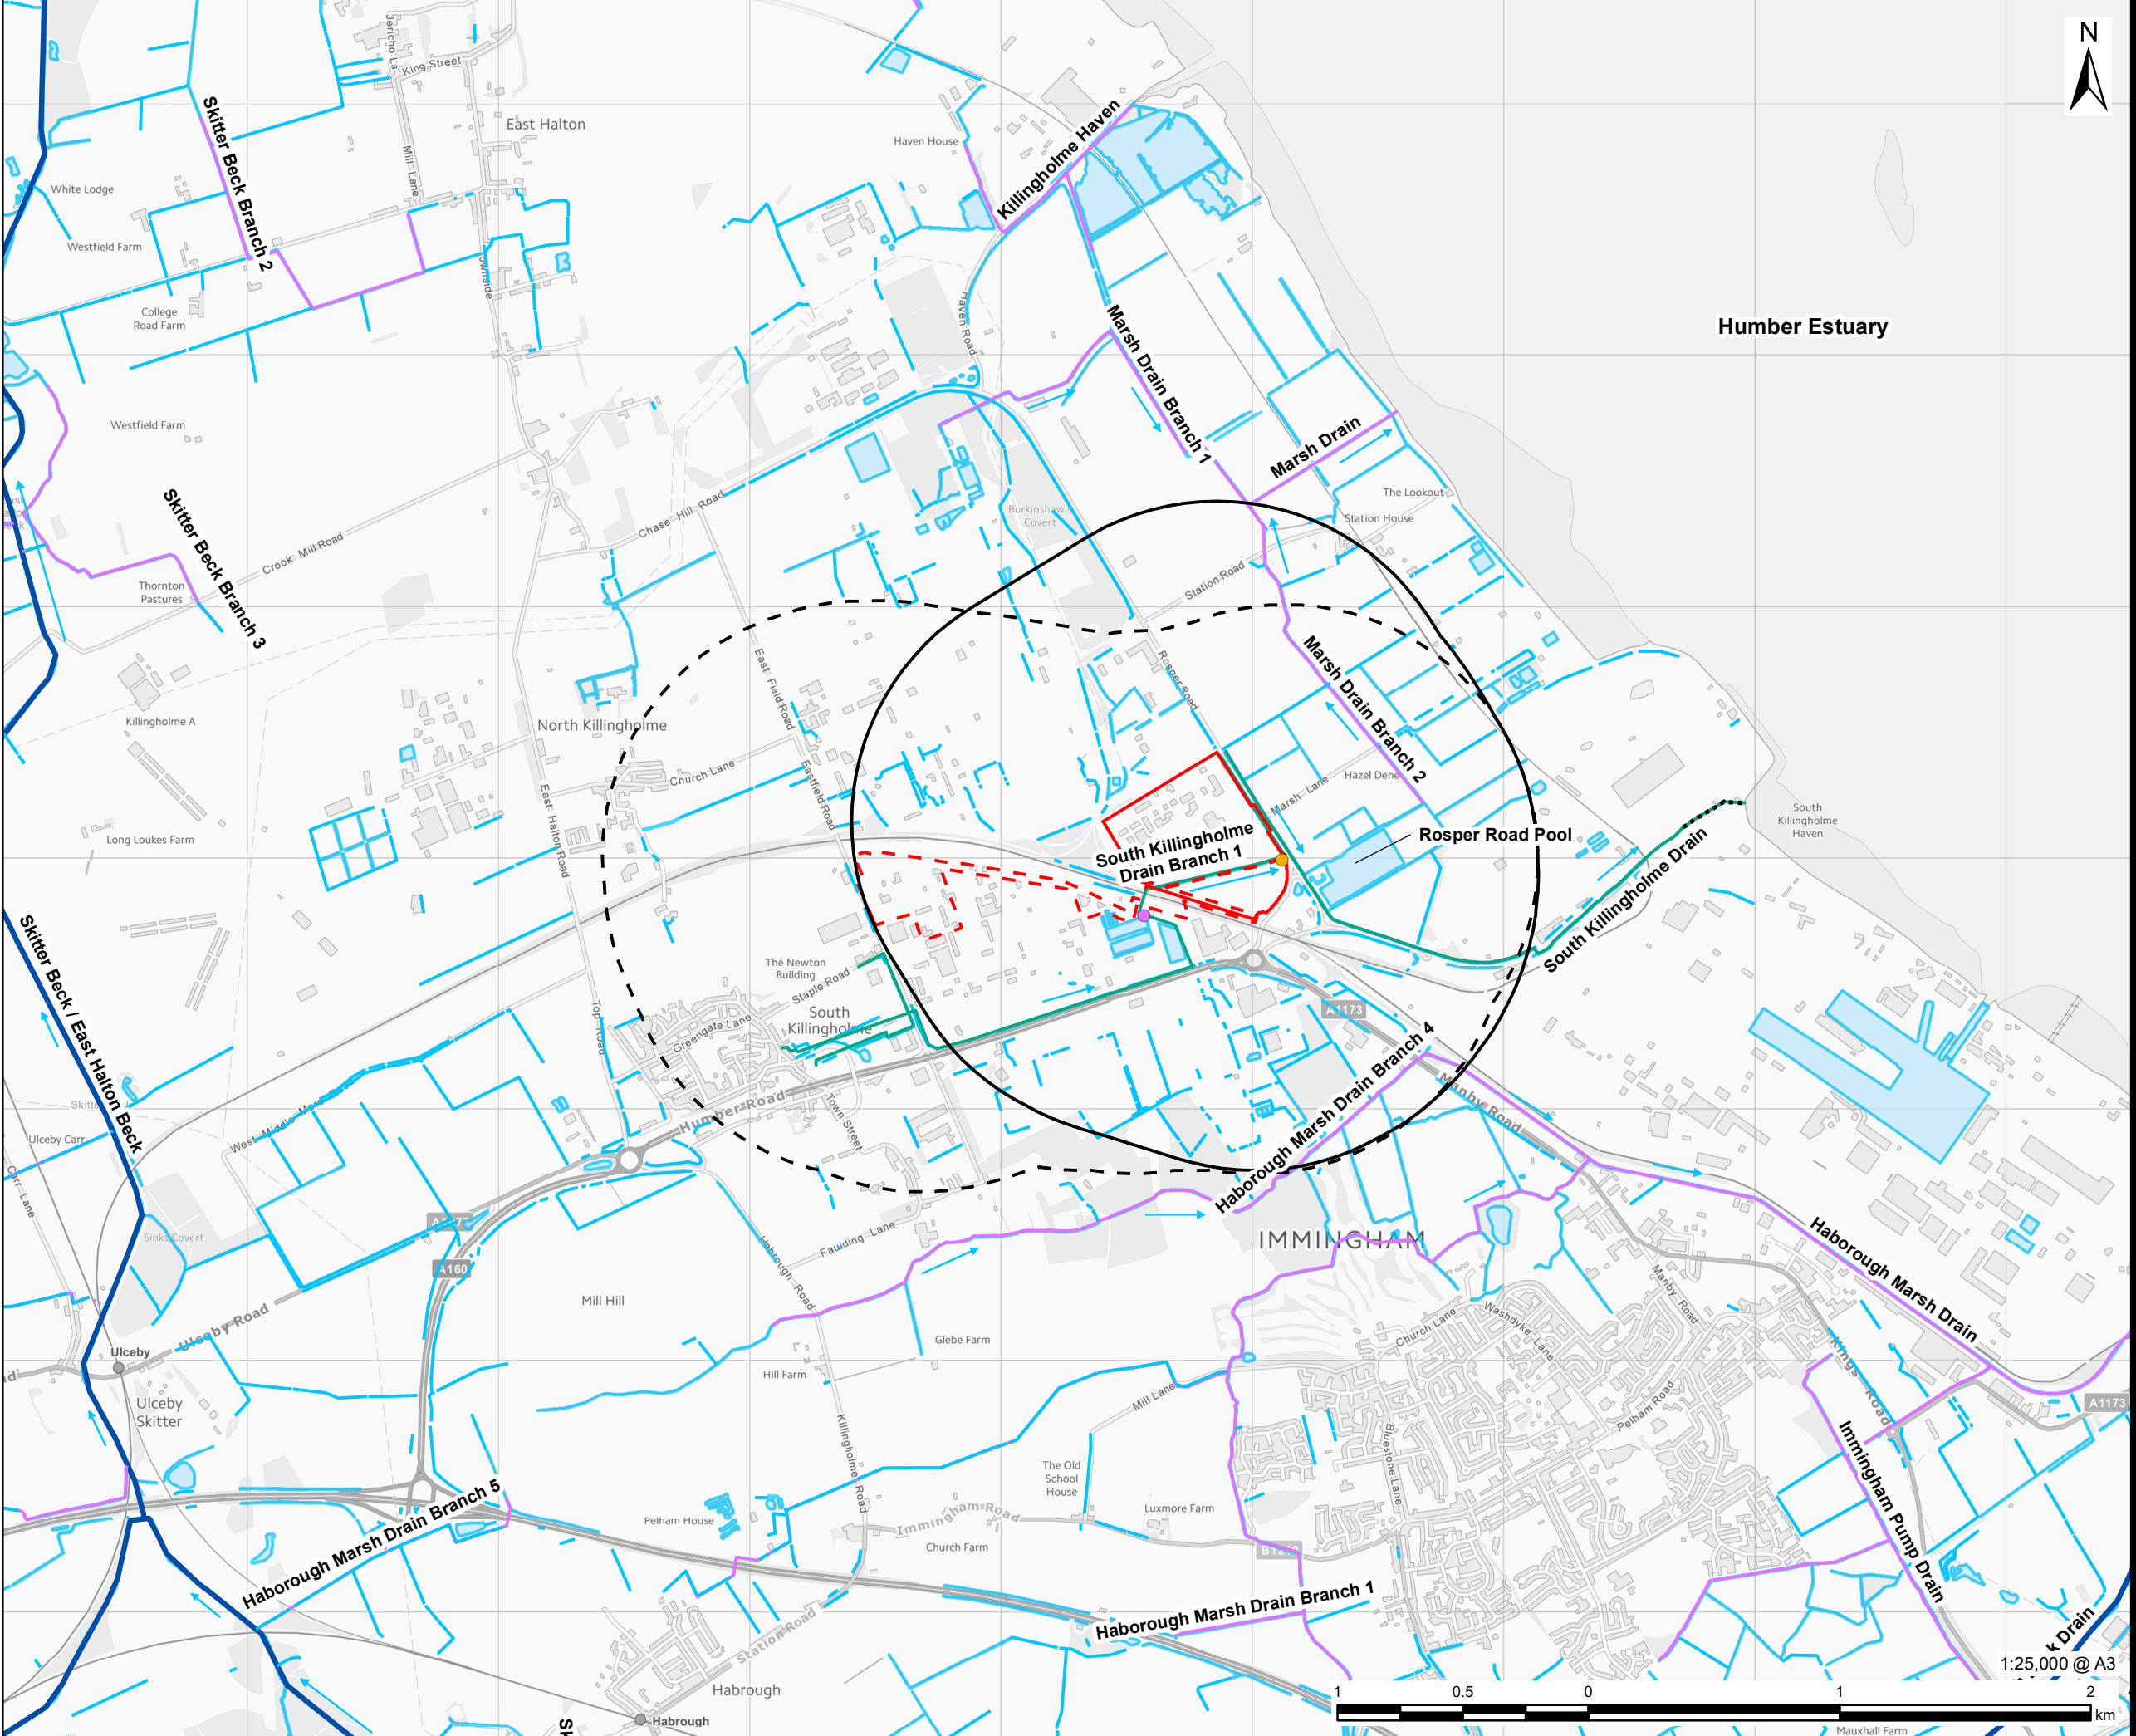 N
Jericho La
King Street
Skitter Beck Branch 2
East Halton
Mill Lane
Haven House
Killingholme Haven
White Lodge
Westfield Farm
College
Road Farm
Haven Road
Humber Estuary
Marsh Drain Branch 1
Marsh Drain
Westfield Farm
The Lookout
Station House
Burkinshaw's
Covert
Chase Hill Road
Skitter Beck Branch 3
Crook Mill Road
Thornton
Pastures
Station Road
East Field Road
Rosper Road
Marsh Drain Branch 2
Killingholme A
North Killingholme
Church Lane
Eastfield Road
East Halton Road
Marsh Lane
Hazel Dene
Long Loukes Farm
South Killingholme
Drain Branch 1
Rosper Road Pool
South
Killingholme
Haven
South Killingholme Drain
Skitter Beck / East Halton Beck
The Newton
Building
Staple Road
South
Killingholme
Greengate Lane
Top Road
A1173
Humber Road
Town Street
Haborough Marsh Drain Branch 4
Manby Road
Ulceby Carr
Carr Lane
Sinks Covert
A160
Habrough Road
Faulding Lane
IMMINGHAM
Mill Hill
Haborough Marsh Drain
Ulceby Road
Ulceby
Ulceby
Skitter
Glebe Farm
Hill Farm
Church Lane
Washdyke Lane
Manby Road
Kings Road
Mill Lane
Pelham Road
A1173
Killingholme Road
Bluestone Lane
The Old
School
House
Luxmore Farm
Immingham Road
Pelham House
Church Farm
Haborough Marsh Drain Branch 5
Immingham Pump Drain
Haborough Marsh Drain Branch 1
Station Road
Habrough
Habrough
k Drain
1:25,000 @ A3
1 0.5 0 1 2
km
Mauxhall Farm